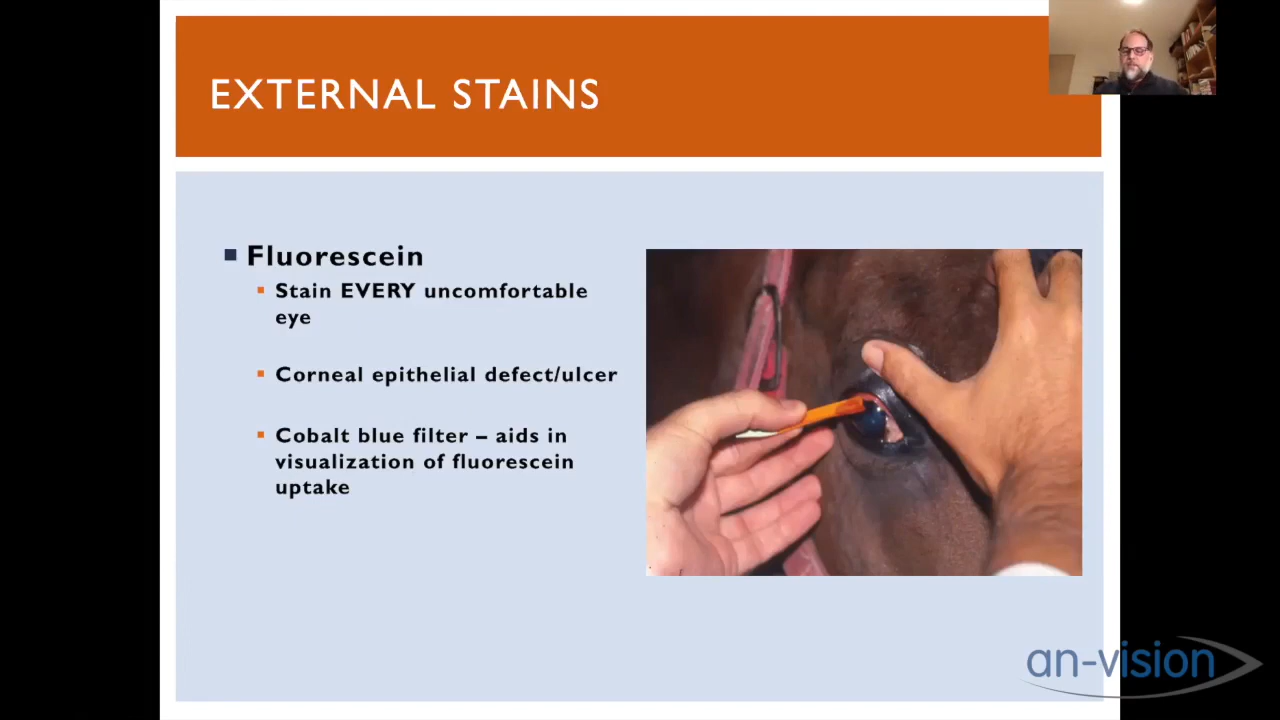 EXTERNAL STAINS
Fluorescein
Stain EVERY uncomfortable
eye
Corneal epithelial defect/ulcer
Cobalt blue filter – aids in
visualization of fluorescein
uptake
an-vision